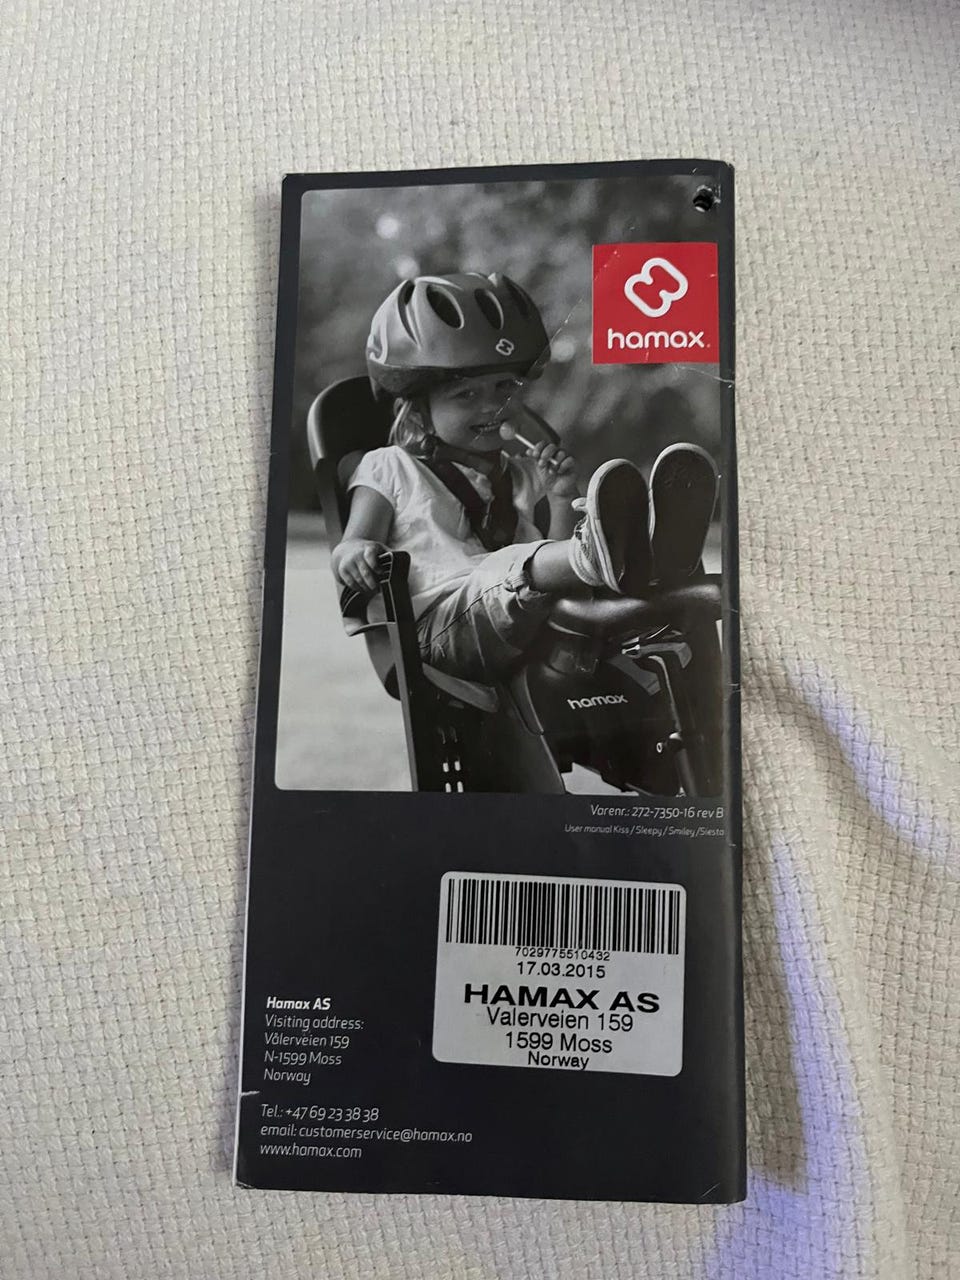 hamax.
hamax
Varenr.: 272-7350-16 rev B
User manual Kiss / Sleepy / Smiley /Siesta
7029775510432
17.03.2015
HAMAX AS
Valerveien 159
1599 Moss
Norway
Hamax AS
Visiting address:
Vålerveien 159
N-1599 Moss
Norway
Tel.: +47 69 23 38 38
email: customerservice@hamax.no
www.hamax.com